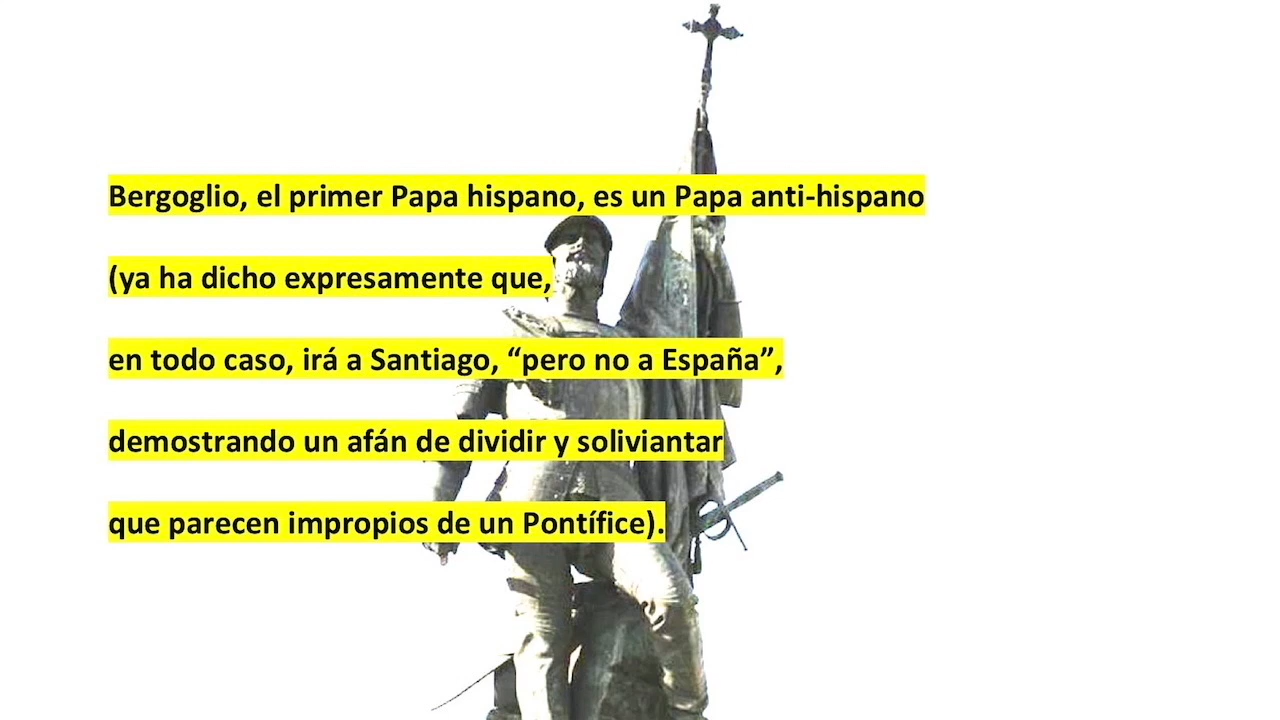 Bergoglio, el primer Papa hispano, es un Papa anti-hispano
(ya ha dicho expresamente que,
en todo caso, irá a Santiago, “pero no a España”,
demostrando un afán de dividir y soliviantar
que parecen impropios de un Pontífice).